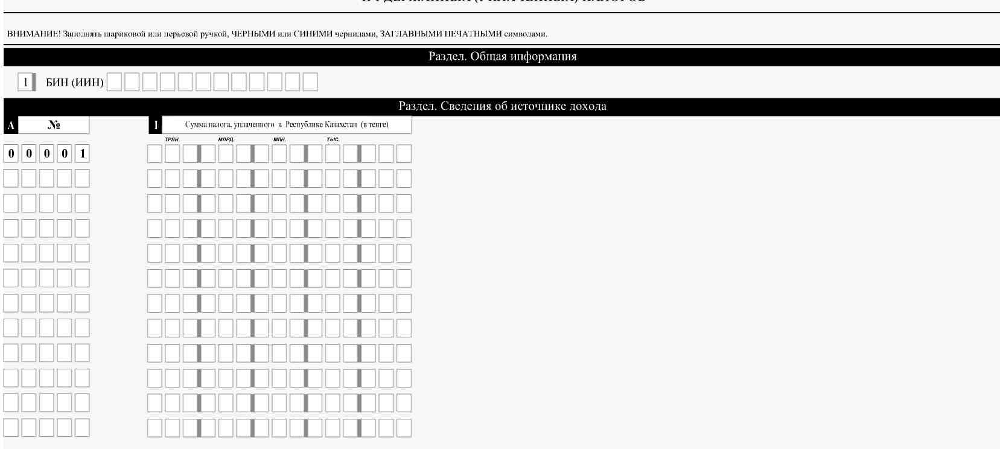 ВНИМАНИЕ! Заполнять шариковой или перьевой ручкой, ЧЕРНЫМИ или СИНИМИ чернилами, ЗАГЛАВНЫМИ ПЕЧАТНЫМИ символами.
Раздел. Общая информация
1 БИН (ИИН)
Раздел. Сведения об источнике дохода
A № I Сумма налога, уплаченного в Республике Казахстан (в тенге)
ТРЛН. МЛРД. МЛН. ТЫС.
0 0 0 0 1